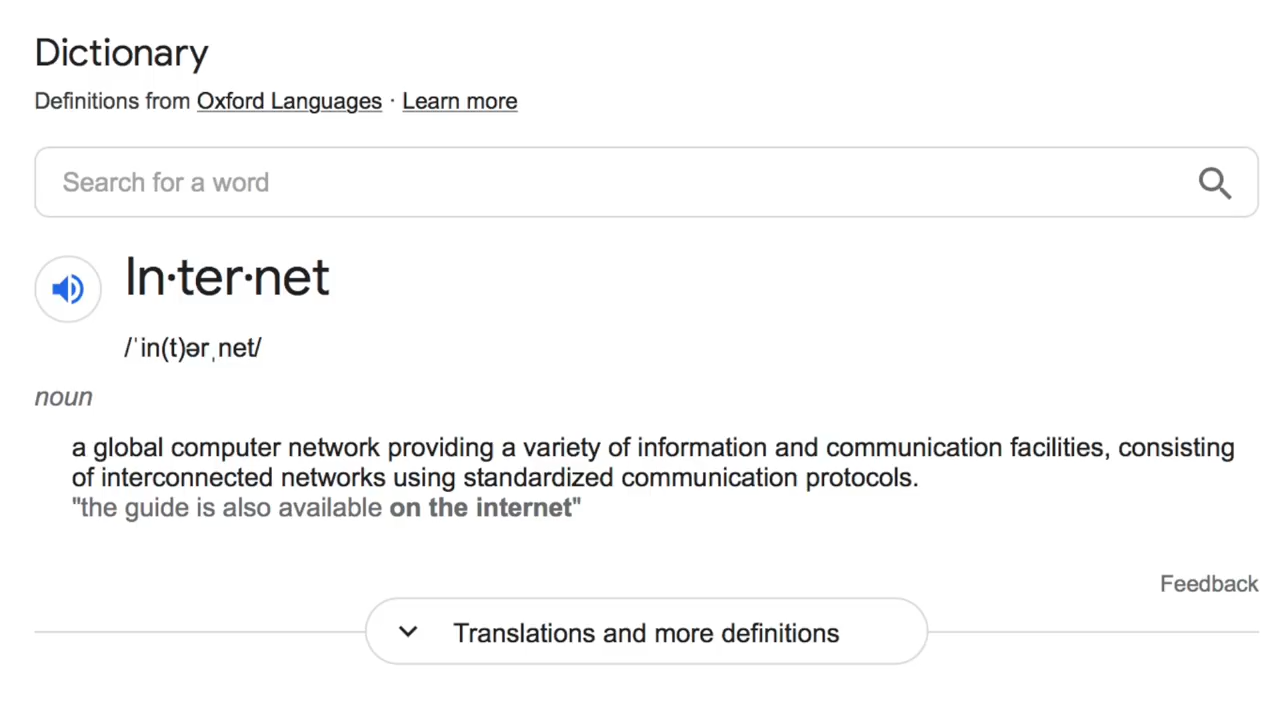 Dictionary
Definitions from Oxford Languages · Learn more
Search for a word
In·ter·net
/ˈin(t)ərˌnet/
noun
a global computer network providing a variety of information and communication facilities, consisting
of interconnected networks using standardized communication protocols.
"the guide is also available on the internet"
Feedback
Translations and more definitions